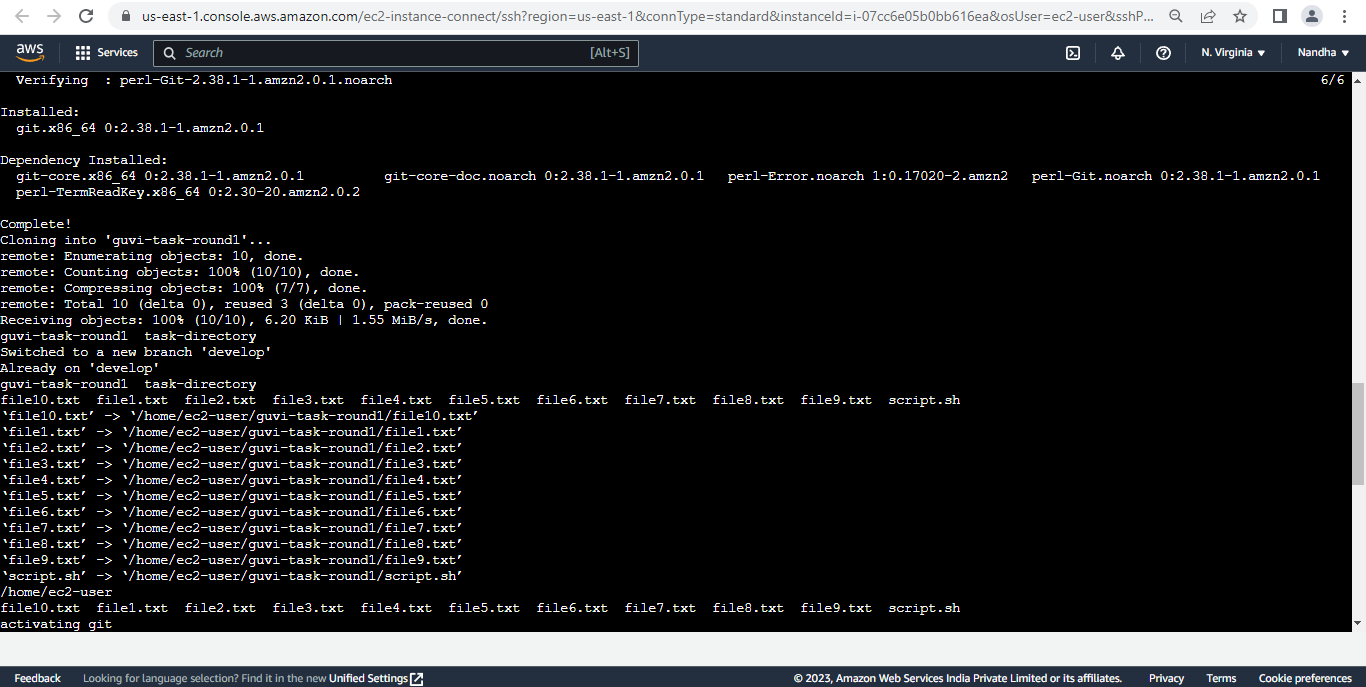 us-east-1.console.aws.amazon.com/ec2-instance-connect/ssh?region=us-east-1&connType=standard&instanceId=i-07cc6e05b0bb616ea&osUser=ec2-user&sshP...
aws Services Search [Alt+S] N. Virginia Nandha
Verifying : perl-Git-2.38.1-1.amzn2.0.1.noarch 6/6
Installed:
git.x86_64 0:2.38.1-1.amzn2.0.1
Dependency Installed:
git-core.x86_64 0:2.38.1-1.amzn2.0.1 git-core-doc.noarch 0:2.38.1-1.amzn2.0.1 perl-Error.noarch 1:0.17020-2.amzn2 perl-Git.noarch 0:2.38.1-1.amzn2.0.1
perl-TermReadKey.x86_64 0:2.30-20.amzn2.0.2
Complete!
Cloning into 'guvi-task-round1'...
remote: Enumerating objects: 10, done.
remote: Counting objects: 100% (10/10), done.
remote: Compressing objects: 100% (7/7), done.
remote: Total 10 (delta 0), reused 3 (delta 0), pack-reused 0
Receiving objects: 100% (10/10), 6.20 KiB | 1.55 MiB/s, done.
guvi-task-round1 task-directory
Switched to a new branch 'develop'
Already on 'develop'
guvi-task-round1 task-directory
file10.txt file1.txt file2.txt file3.txt file4.txt file5.txt file6.txt file7.txt file8.txt file9.txt script.sh
‘file10.txt’ -> ‘/home/ec2-user/guvi-task-round1/file10.txt’
‘file1.txt’ -> ‘/home/ec2-user/guvi-task-round1/file1.txt’
‘file2.txt’ -> ‘/home/ec2-user/guvi-task-round1/file2.txt’
‘file3.txt’ -> ‘/home/ec2-user/guvi-task-round1/file3.txt’
‘file4.txt’ -> ‘/home/ec2-user/guvi-task-round1/file4.txt’
‘file5.txt’ -> ‘/home/ec2-user/guvi-task-round1/file5.txt’
‘file6.txt’ -> ‘/home/ec2-user/guvi-task-round1/file6.txt’
‘file7.txt’ -> ‘/home/ec2-user/guvi-task-round1/file7.txt’
‘file8.txt’ -> ‘/home/ec2-user/guvi-task-round1/file8.txt’
‘file9.txt’ -> ‘/home/ec2-user/guvi-task-round1/file9.txt’
‘script.sh’ -> ‘/home/ec2-user/guvi-task-round1/script.sh’
/home/ec2-user
file10.txt file1.txt file2.txt file3.txt file4.txt file5.txt file6.txt file7.txt file8.txt file9.txt script.sh
activating git
Feedback Looking for language selection? Find it in the new Unified Settings © 2023, Amazon Web Services India Private Limited or its affiliates. Privacy Terms Cookie preferences